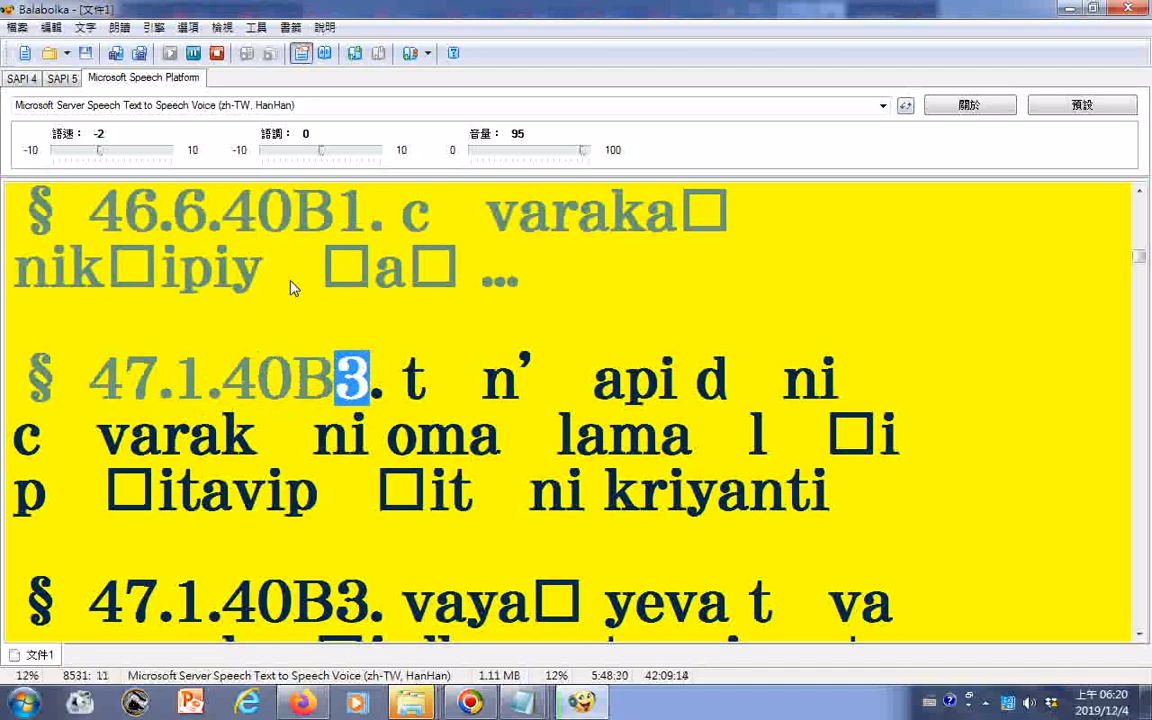 Balabolka - [文件1]
檔案 編輯 文字 朗讀 引擎 選項 檢視 工具 書籤 說明
SAPI 4 SAPI 5 Microsoft Speech Platform
Microsoft Server Speech Text to Speech Voice (zh-TW, HanHan) 關於 預設
語速： -2 語調： 0 音量： 95
-10 10 -10 10 0 100
§ 46.6.40B1. c varaka□
nik□ipiy □a□ ...
§ 47.1.40B3. t n’ api d ni
c varak ni oma lama l □i
p □itavip □it ni kriyanti
§ 47.1.40B3. vaya□ yeva t va
文件1
12% 8531: 11 Microsoft Server Speech Text to Speech Voice (zh-TW, HanHan) 1.11 MB 12% 5:48:30 42:09:18
上午 06:20
2019/12/4